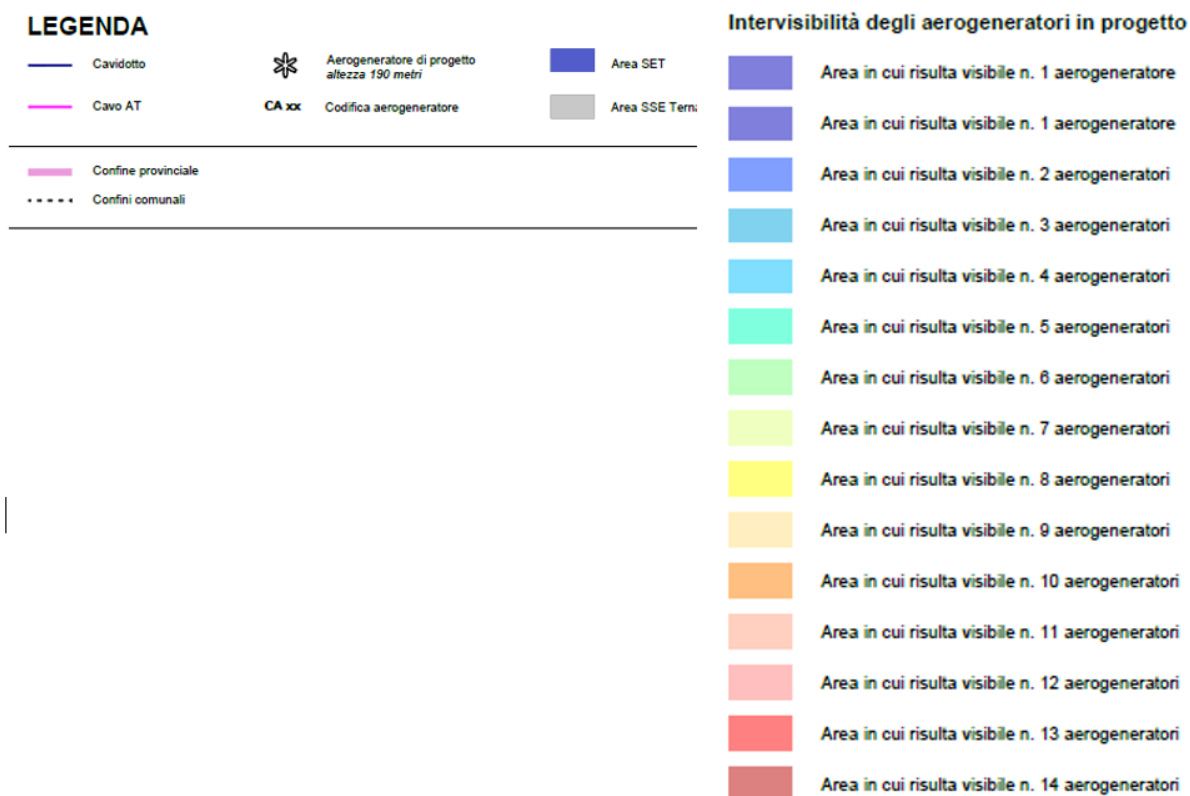 LEGENDA
Cavidotto
Aerogeneratore di progetto
altezza 190 metri
Area SET
Cavo AT
CA xx
Codifica aerogeneratore
Area SSE Terna
Confine provinciale
Confini comunali
Intervisibilità degli aerogeneratori in progetto
Area in cui risulta visibile n. 1 aerogeneratore
Area in cui risulta visibile n. 1 aerogeneratore
Area in cui risulta visibile n. 2 aerogeneratori
Area in cui risulta visibile n. 3 aerogeneratori
Area in cui risulta visibile n. 4 aerogeneratori
Area in cui risulta visibile n. 5 aerogeneratori
Area in cui risulta visibile n. 6 aerogeneratori
Area in cui risulta visibile n. 7 aerogeneratori
Area in cui risulta visibile n. 8 aerogeneratori
Area in cui risulta visibile n. 9 aerogeneratori
Area in cui risulta visibile n. 10 aerogeneratori
Area in cui risulta visibile n. 11 aerogeneratori
Area in cui risulta visibile n. 12 aerogeneratori
Area in cui risulta visibile n. 13 aerogeneratori
Area in cui risulta visibile n. 14 aerogeneratori